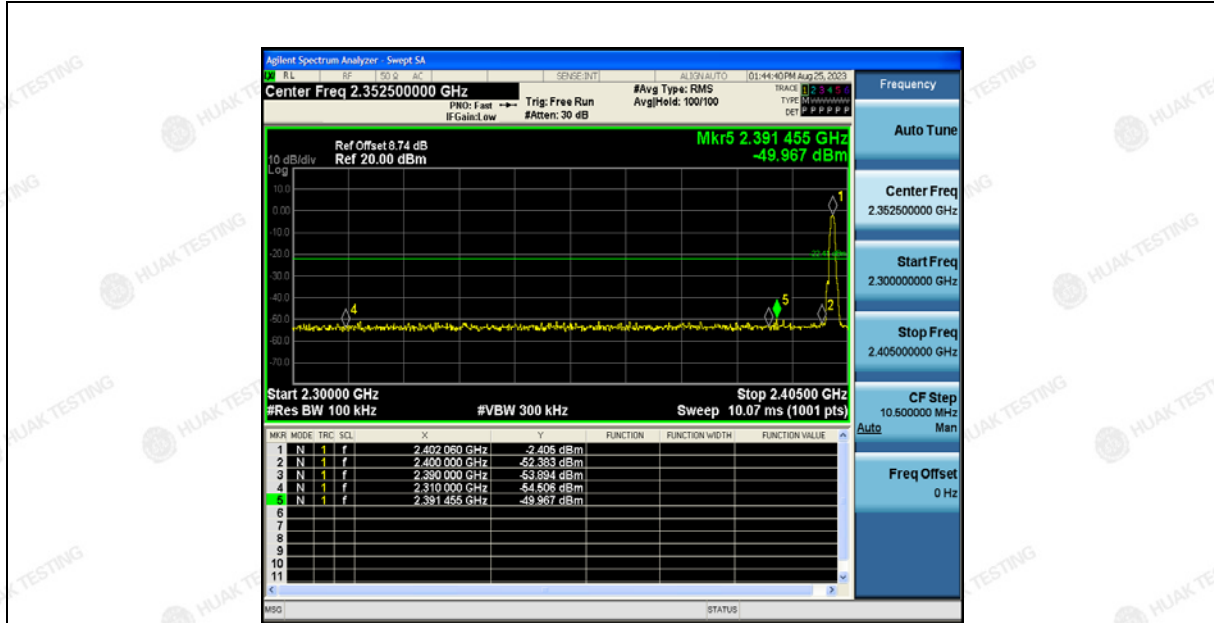 Agilent Spectrum Analyzer - Swept SA
RL RF 50 Ω AC SENSE:INT ALIGN AUTO 01:44:40 PM Aug 25, 2023
Center Freq 2.352500000 GHz
PNO: Fast
IFGain:Low
Trig: Free Run
#Atten: 30 dB
#Avg Type: RMS
Avg|Hold: 100/100
TRACE 1 2 3 4 5 6
TYPE M
DET P P P P P P
Mkr5 2.391 455 GHz
-49.967 dBm
Ref Offset 8.74 dB
Ref 20.00 dBm
10 dB/div
Log
10.0
0.00
-10.0
-20.0
-30.0
-40.0
-50.0
-60.0
-70.0
1
2
4
5
Start 2.30000 GHz Stop 2.40500 GHz
#Res BW 100 kHz #VBW 300 kHz Sweep 10.07 ms (1001 pts)
MKR MODE TRC SCL X Y FUNCTION FUNCTION WIDTH FUNCTION VALUE
1 N 1 f 2.402 060 GHz -2.405 dBm
2 N 1 f 2.400 000 GHz -52.383 dBm
3 N 1 f 2.390 000 GHz -53.894 dBm
4 N 1 f 2.310 000 GHz -54.506 dBm
5 N 1 f 2.391 455 GHz -49.967 dBm
6
7
8
9
10
11
MSG STATUS
Frequency
Auto Tune
Center Freq
2.352500000 GHz
Start Freq
2.300000000 GHz
Stop Freq
2.405000000 GHz
CF Step
10.500000 MHz
Auto Man
Freq Offset
0 Hz
HUAK TESTING